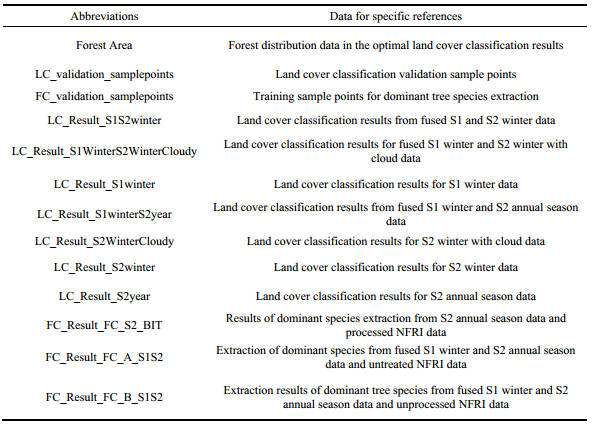 Abbreviations Data for specific references
Forest Area Forest distribution data in the optimal land cover classification results
LC_validation_samplepoints Land cover classification validation sample points
FC_validation_samplepoints Training sample points for dominant tree species extraction
LC_Result_S1S2winter Land cover classification results from fused S1 and S2 winter data
LC_Result_S1WinterS2WinterCloudy Land cover classification results for fused S1 winter and S2 winter with
cloud data
LC_Result_S1winter Land cover classification results for S1 winter data
LC_Result_S1winterS2year Land cover classification results from fused S1 winter and S2 annual season
data
LC_Result_S2WinterCloudy Land cover classification results for S2 winter with cloud data
LC_Result_S2winter Land cover classification results for S2 winter data
LC_Result_S2year Land cover classification results for S2 annual season data
FC_Result_FC_S2_BIT Results of dominant species extraction from S2 annual season data and
processed NFRI data
FC_Result_FC_A_S1S2 Extraction of dominant species from fused S1 winter and S2 annual season
data and untreated NFRI data
FC_Result_FC_B_S1S2 Extraction results of dominant tree species from fused S1 winter and S2
annual season data and unprocessed NFRI data